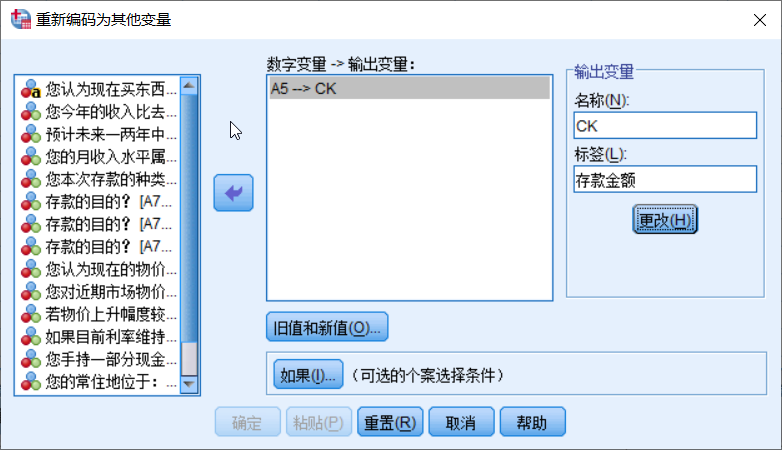 重新编码为其他变量
您认为现在买东西...
您今年的收入比去...
预计未来一两年中...
您的月收入水平属...
您本次存款的种类...
存款的目的？ [A7...
存款的目的？ [A7...
存款的目的？ [A7...
您认为现在的物价...
您对近期市场物价...
若物价上升幅度较...
如果目前利率维持...
您手持一部分现金...
您的常住地位于：...
数字变量 -> 输出变量：
A5 --> CK
输出变量
名称(N):
CK
标签(L):
存款金额
更改(H)
旧值和新值(O)...
如果(I)... （可选的个案选择条件）
确定 粘贴(P) 重置(R) 取消 帮助